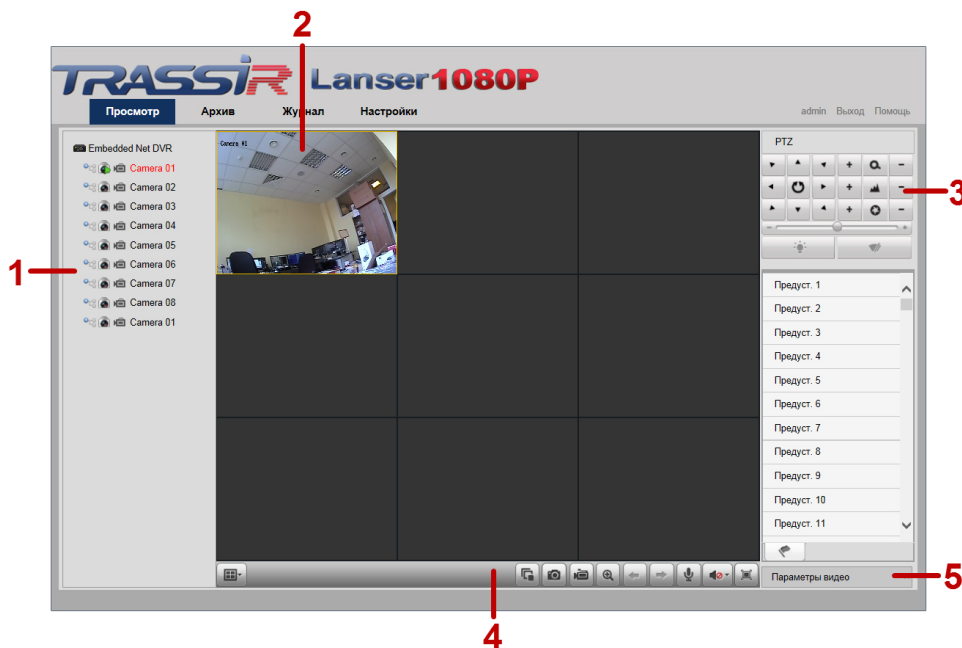 2
TRASSIR Lanser1080P
Просмотр Архив Журнал Настройки admin Выход Помощь
Embedded Net DVR
Camera 01
Camera 02
Camera 03
Camera 04
Camera 05
Camera 06
Camera 07
Camera 08
Camera 01
1
Camera 01
PTZ
3
Предуст. 1
Предуст. 2
Предуст. 3
Предуст. 4
Предуст. 5
Предуст. 6
Предуст. 7
Предуст. 8
Предуст. 9
Предуст. 10
Предуст. 11
Параметры видео
5
4